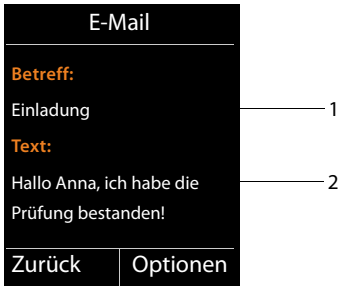 E-Mail
Betreff:
Einladung
1
Text:
Hallo Anna, ich habe die
2
Prüfung bestanden!
Zurück
Optionen